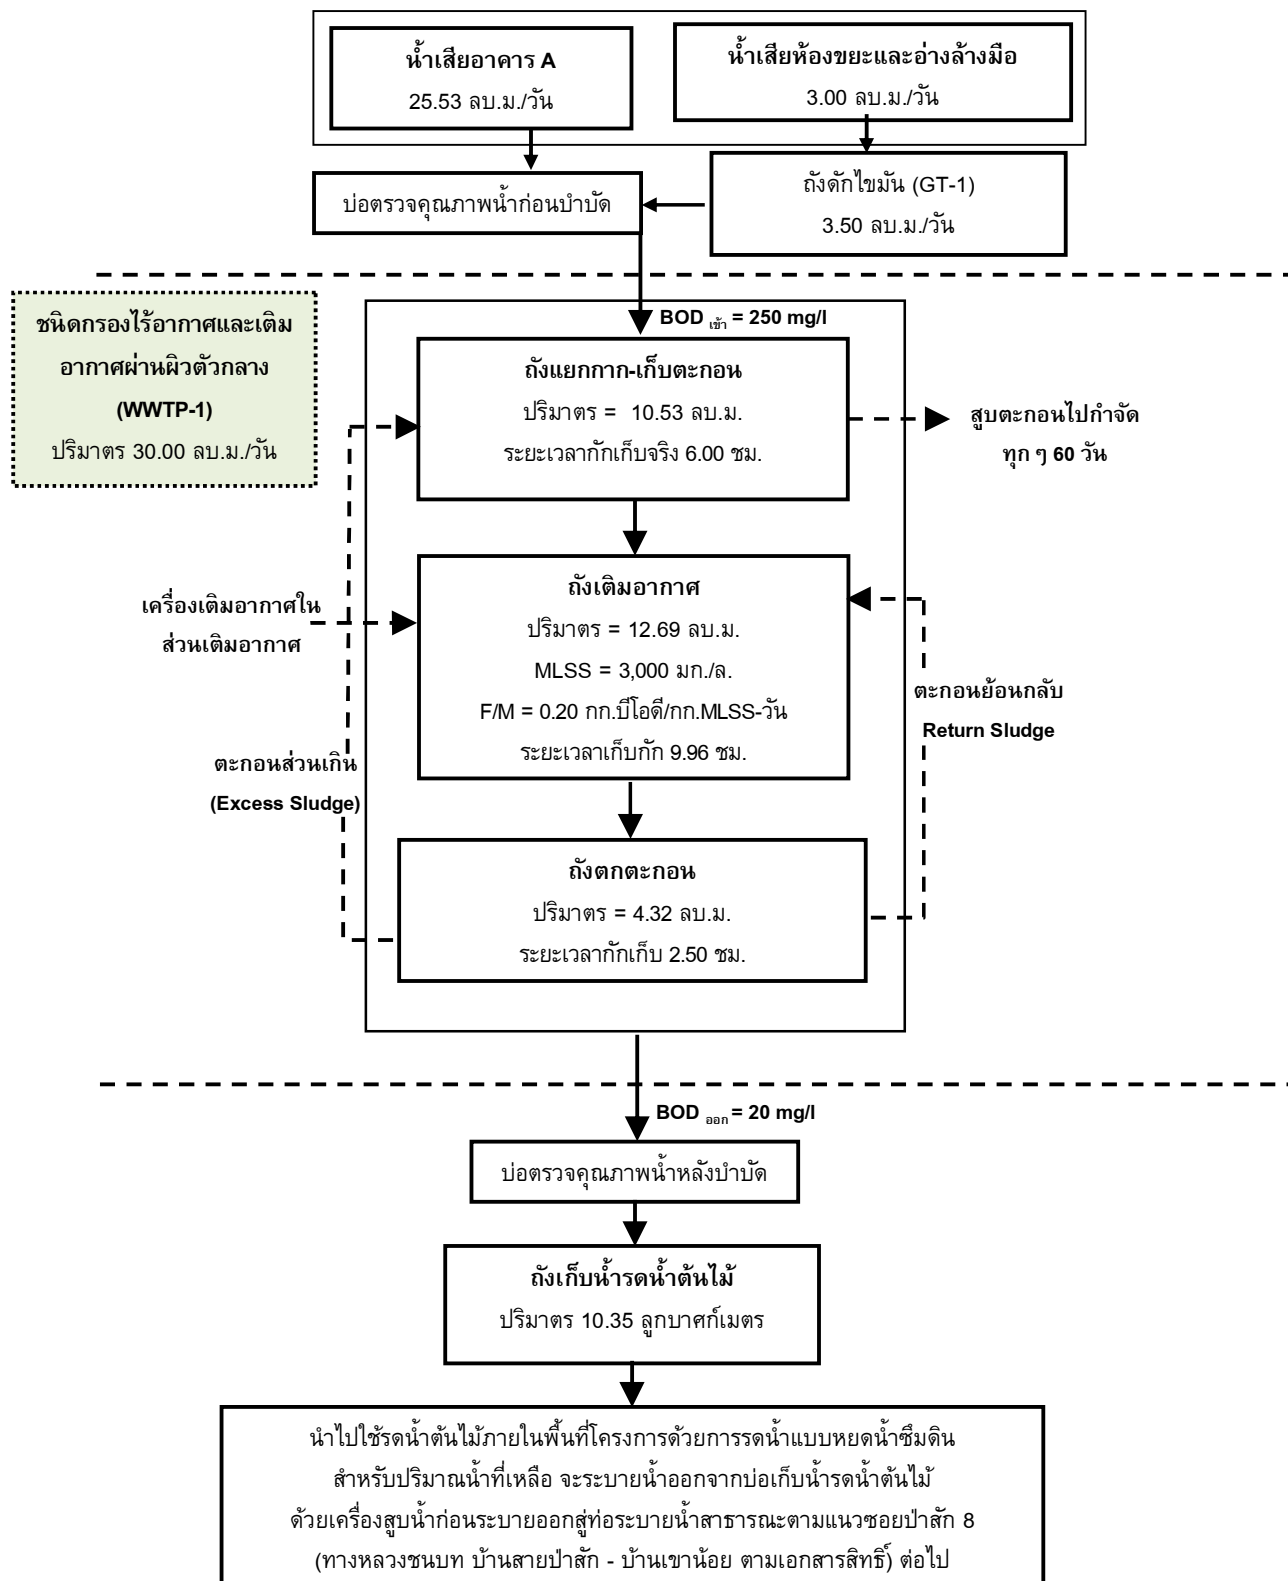 น้ำเสียอาคาร A
25.53 ลบ.ม./วัน
น้ำเสียห้องขยะและอ่างล้างมือ
3.00 ลบ.ม./วัน
บ่อตรวจคุณภาพน้ำก่อนบำบัด
ถังดักไขมัน (GT-1)
3.50 ลบ.ม./วัน
ชนิดกรองไร้อากาศและเติม
อากาศผ่านผิวตัวกลาง
(WWTP-1)
ปริมาตร 30.00 ลบ.ม./วัน
BOD เข้า = 250 mg/l
ถังแยกกาก-เก็บตะกอน
ปริมาตร = 10.53 ลบ.ม.
ระยะเวลากักเก็บจริง 6.00 ชม.
สูบตะกอนไปกำจัด
ทุก ๆ 60 วัน
เครื่องเติมอากาศใน
ส่วนเติมอากาศ
ถังเติมอากาศ
ปริมาตร = 12.69 ลบ.ม.
MLSS = 3,000 มก./ล.
F/M = 0.20 กก.บีโอดี/กก.MLSS-วัน
ระยะเวลาเก็บกัก 9.96 ชม.
ตะกอนย้อนกลับ
Return Sludge
ตะกอนส่วนเกิน
(Excess Sludge)
ถังตกตะกอน
ปริมาตร = 4.32 ลบ.ม.
ระยะเวลากักเก็บ 2.50 ชม.
BOD ออก = 20 mg/l
บ่อตรวจคุณภาพน้ำหลังบำบัด
ถังเก็บน้ำรดน้ำต้นไม้
ปริมาตร 10.35 ลูกบาศก์เมตร
นำไปใช้รดน้ำต้นไม้ภายในพื้นที่โครงการด้วยการรดน้ำแบบหยดน้ำซึมดิน
สำหรับปริมาณน้ำที่เหลือ จะระบายน้ำออกจากบ่อเก็บน้ำรดน้ำต้นไม้
ด้วยเครื่องสูบน้ำก่อนระบายออกสู่ท่อระบายน้ำสาธารณะตามแนวซอยป่าสัก 8
(ทางหลวงชนบท บ้านสายป่าสัก - บ้านเขาน้อย ตามเอกสารสิทธิ์) ต่อไป